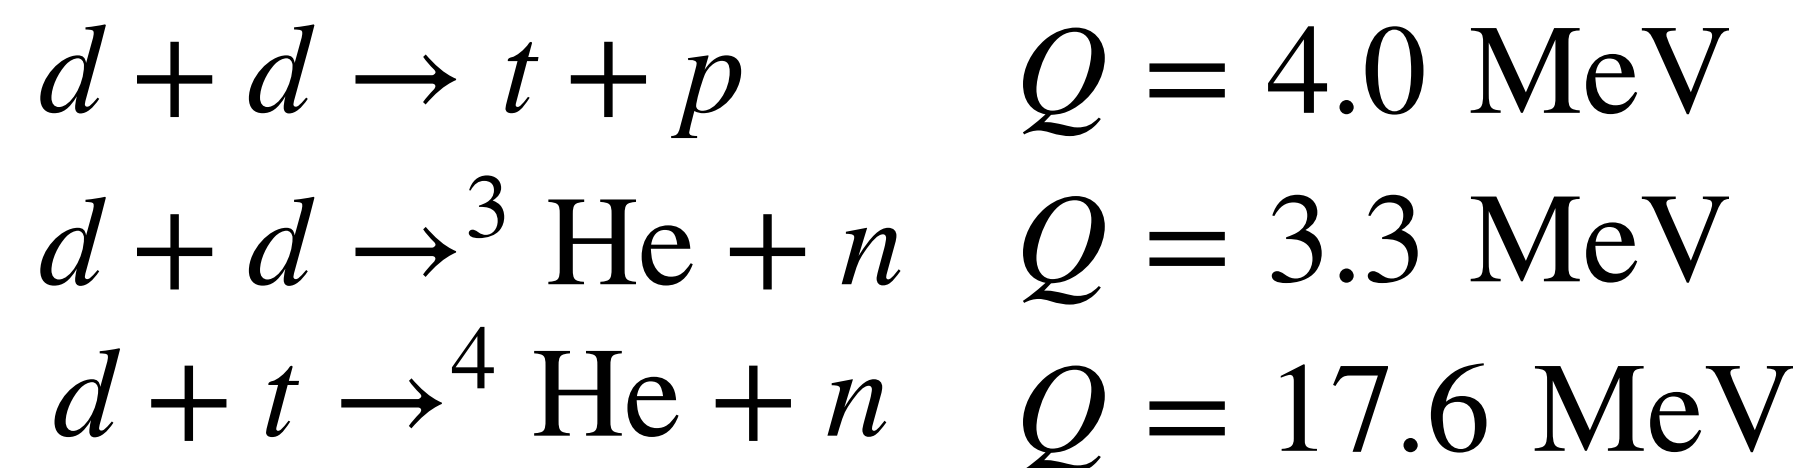 d + d → t + p Q = 4.0 MeV
d + d → ³ He + n Q = 3.3 MeV
d + t → ⁴ He + n Q = 17.6 MeV